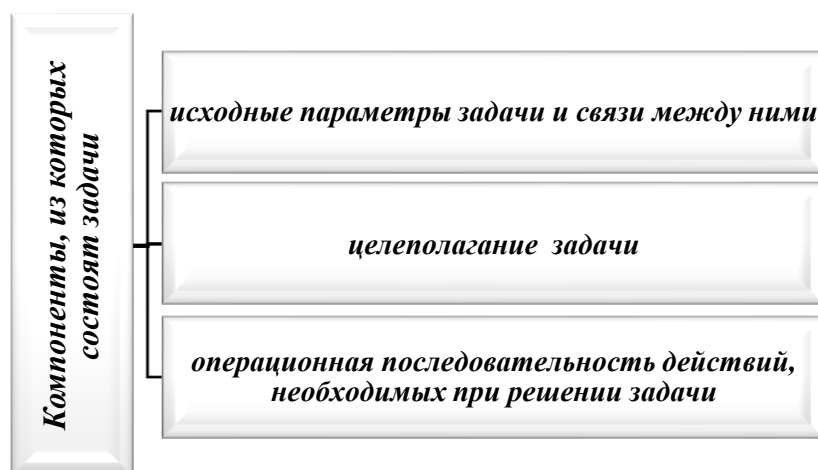 Компоненты, из которых
состоят задачи
исходные параметры задачи и связи между ними
целеполагание задачи
операционная последовательность действий,
необходимых при решении задачи